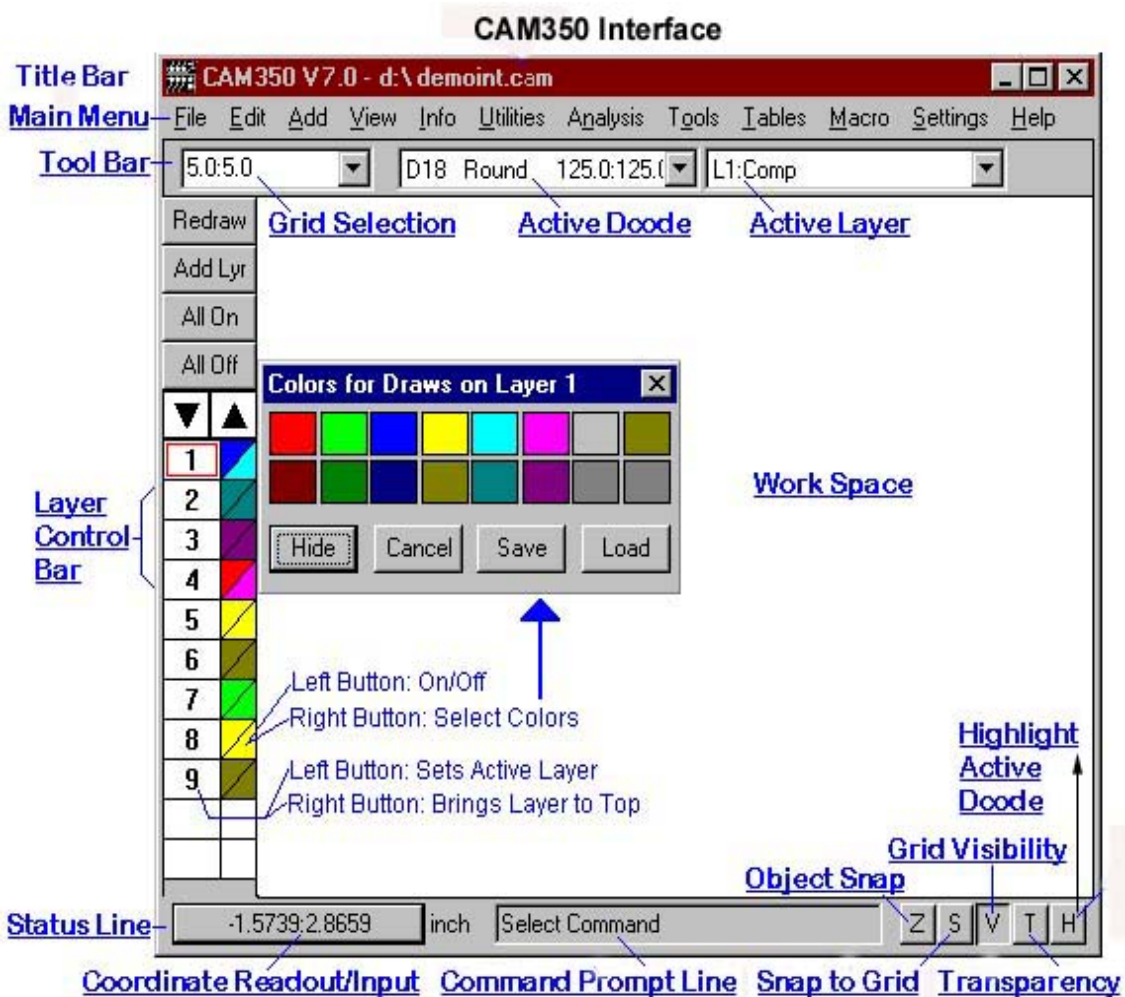 CAM350 Interface
Title Bar
CAM350 V7.0 - d:\demoint.cam
Main Menu
File Edit Add View Info Utilities Analysis Tools Tables Macro Settings Help
Tool Bar
5.0:5.0
D18 Round 125.0:125.0
L1:Comp
Redraw
Grid Selection
Active Dcode
Active Layer
Add Lyr
All On
All Off
Colors for Draws on Layer 1
1
2
3
4
5
6
7
8
9
Layer
Control
Bar
Hide Cancel Save Load
Work Space
Left Button: On/Off
Right Button: Select Colors
Left Button: Sets Active Layer
Right Button: Brings Layer to Top
Highlight
Active
Dcode
Grid Visibility
Object Snap
Status Line
-1.5739:2.8659
inch
Select Command
Z S V T H
Coordinate Readout/Input
Command Prompt Line
Snap to Grid
Transparency